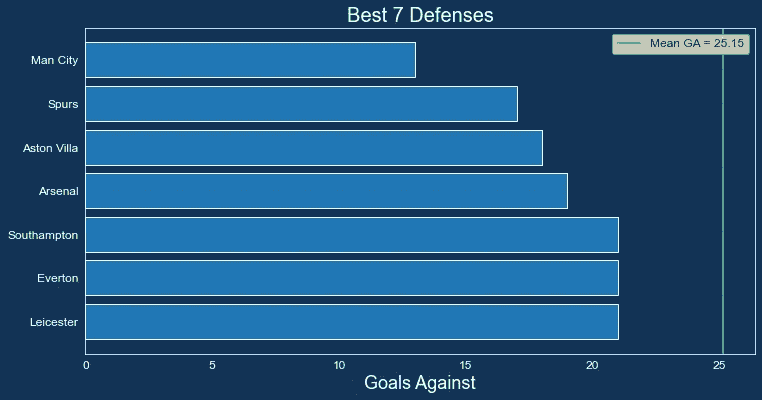 Best 7 Defenses
Mean GA = 25.15
Man City
Spurs
Aston Villa
Arsenal
Southampton
Everton
Leicester
0 5 10 15 20 25
Goals Against